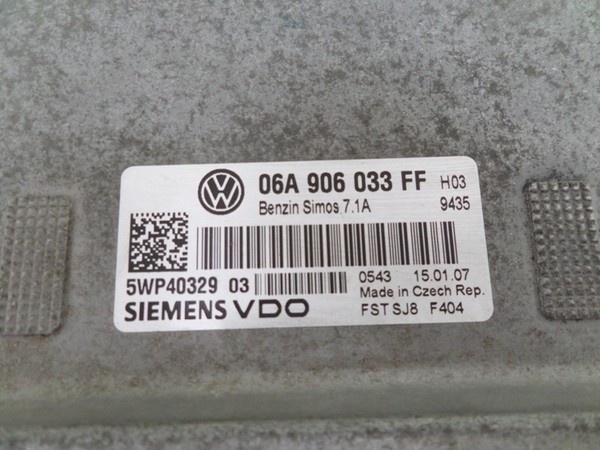 06A 906 033 FF H03
Benzin Simos 7.1A 9435
5WP40329 03 0543 15.01.07
Made in Czech Rep.
SIEMENS VDO FST SJ8 F404